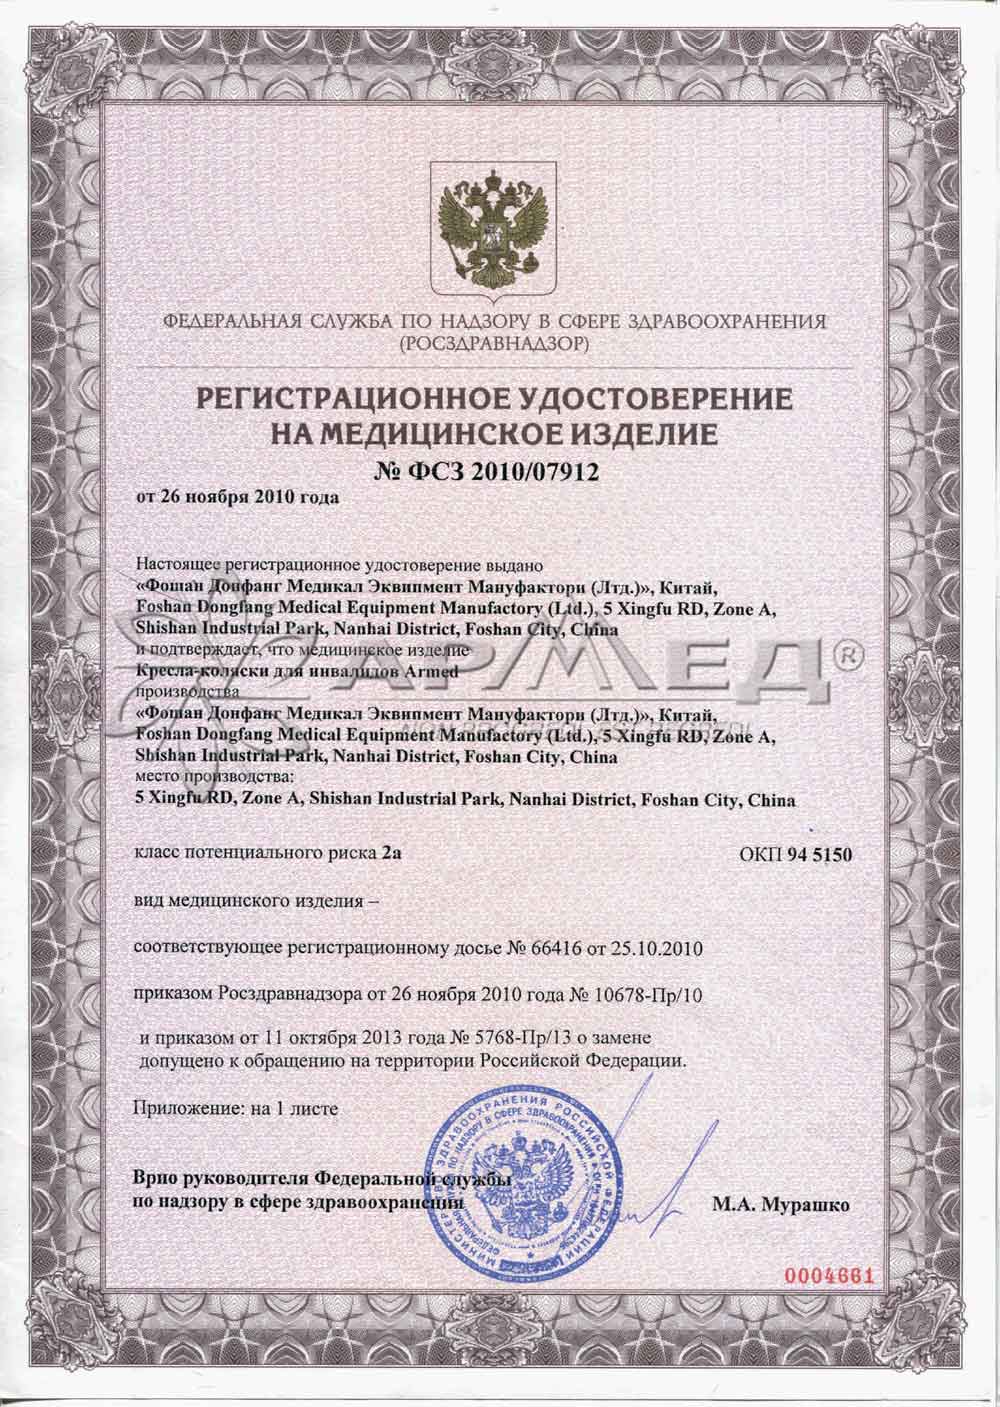 ФЕДЕРАЛЬНАЯ СЛУЖБА ПО НАДЗОРУ В СФЕРЕ ЗДРАВООХРАНЕНИЯ
(РОСЗДРАВНАДЗОР)
РЕГИСТРАЦИОННОЕ УДОСТОВЕРЕНИЕ
НА МЕДИЦИНСКОЕ ИЗДЕЛИЕ
№ ФСЗ 2010/07912
от 26 ноября 2010 года
Настоящее регистрационное удостоверение выдано
«Фошан Донфанг Медикал Эквипмент Мануфактори (Лтд.)», Китай,
Foshan Dongfang Medical Equipment Manufactory (Ltd.), 5 Xingfu RD, Zone A,
Shishan Industrial Park, Nanhai District, Foshan City, China
и подтверждает, что медицинское изделие
Кресла-коляски для инвалидов Armed
производства
«Фошан Донфанг Медикал Эквипмент Мануфактори (Лтд.)», Китай,
Foshan Dongfang Medical Equipment Manufactory (Ltd.), 5 Xingfu RD, Zone A,
Shishan Industrial Park, Nanhai District, Foshan City, China
место производства:
5 Xingfu RD, Zone A, Shishan Industrial Park, Nanhai District, Foshan City, China
АРМЕД®
класс потенциального риска 2а ОКП 94 5150
вид медицинского изделия –
соответствующее регистрационному досье № 66416 от 25.10.2010
приказом Росздравнадзора от 26 ноября 2010 года № 10678-Пр/10
и приказом от 11 октября 2013 года № 5768-Пр/13 о замене
допущено к обращению на территории Российской Федерации.
Приложение: на 1 листе
Врио руководителя Федеральной службы
по надзору в сфере здравоохранения М.А. Мурашко
МИНИСТЕРСТВО ЗДРАВООХРАНЕНИЯ РОССИЙСКОЙ ФЕДЕРАЦИИ
ФЕДЕРАЛЬНАЯ СЛУЖБА ПО НАДЗОРУ В СФЕРЕ ЗДРАВООХРАНЕНИЯ
0004661